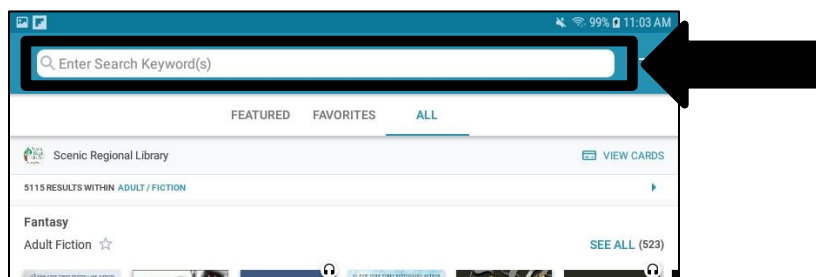 99% 11:03 AM
Enter Search Keyword(s)
FEATURED FAVORITES ALL
Scenic Regional Library VIEW CARDS
5115 RESULTS WITHIN ADULT / FICTION
Fantasy
Adult Fiction SEE ALL (523)